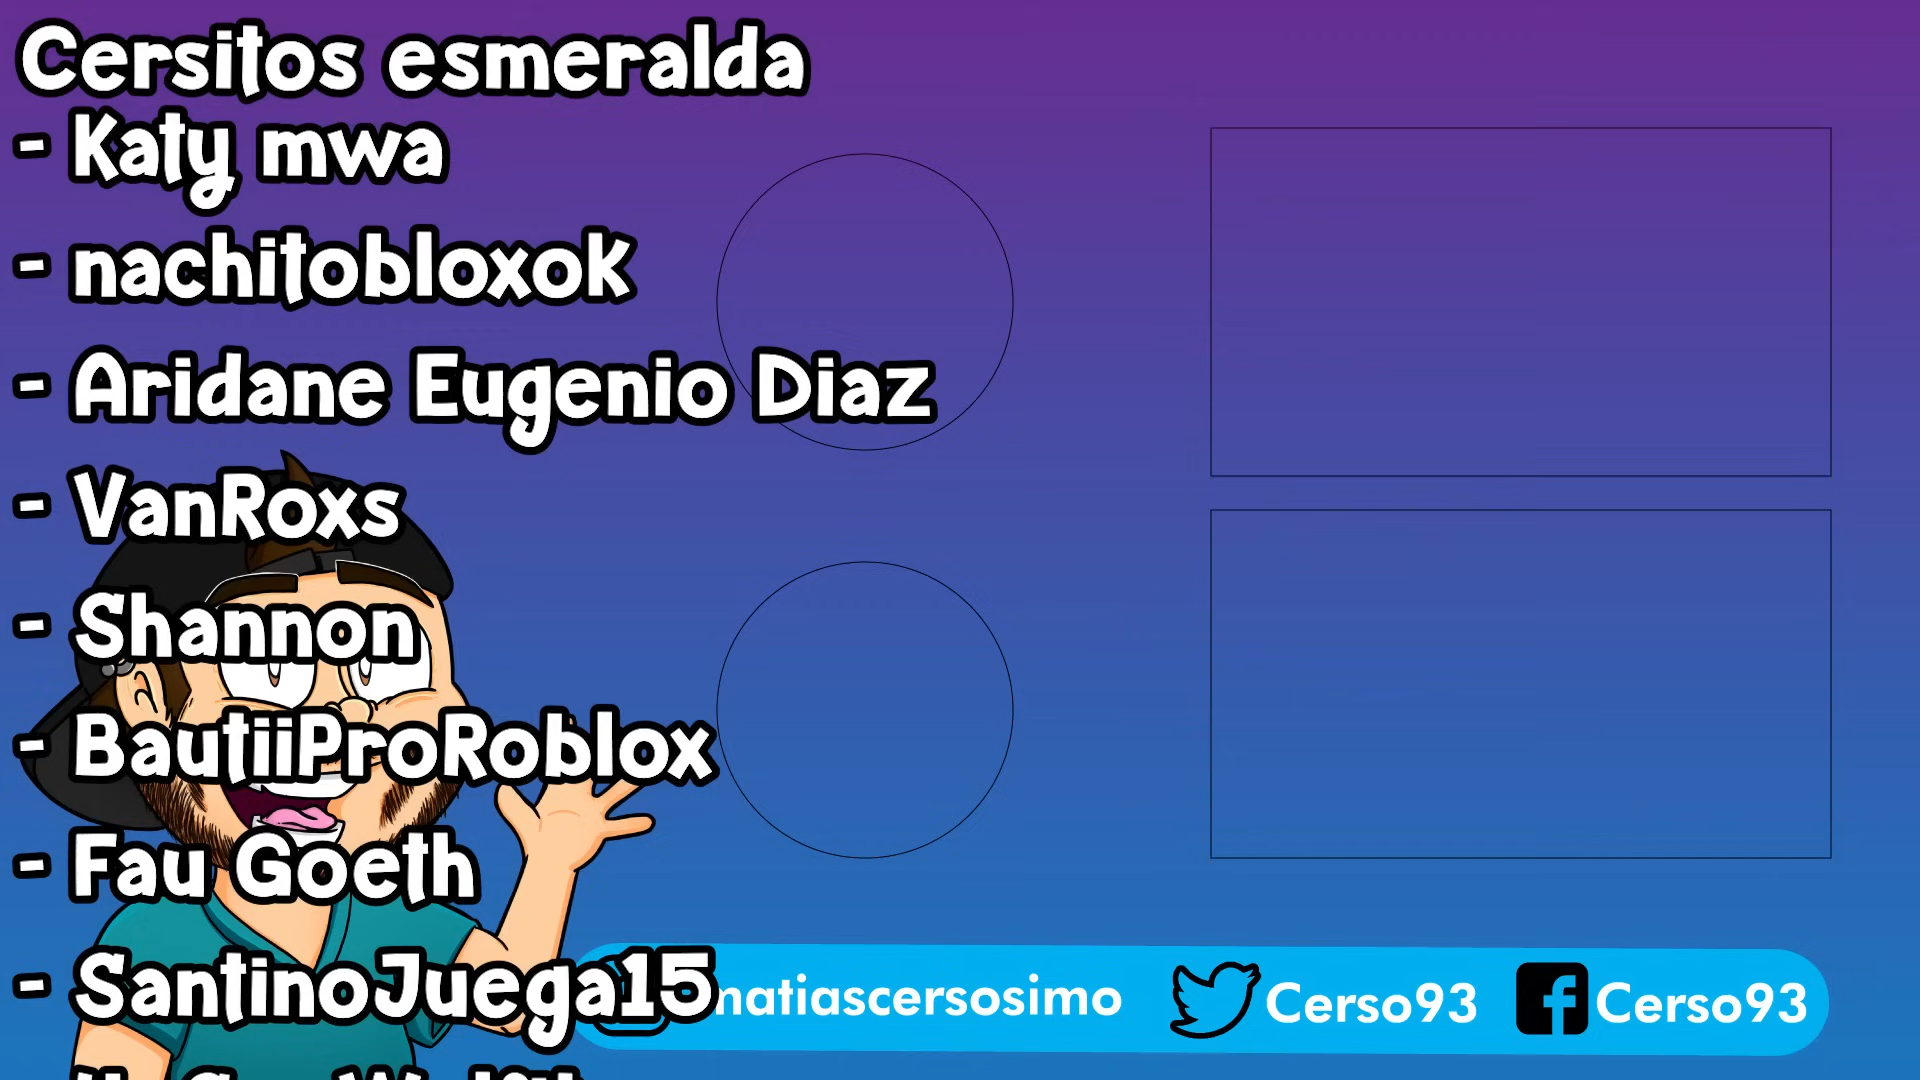 Cersitos esmeralda
- Katy mwa
- nachitobloxok
- Aridane Eugenio Diaz
- VanRoxs
- Shannon
- BautiiProRoblox
- Fau Goeth
- SantinoJuega15
matiascersosimo
Cerso93
Cerso93